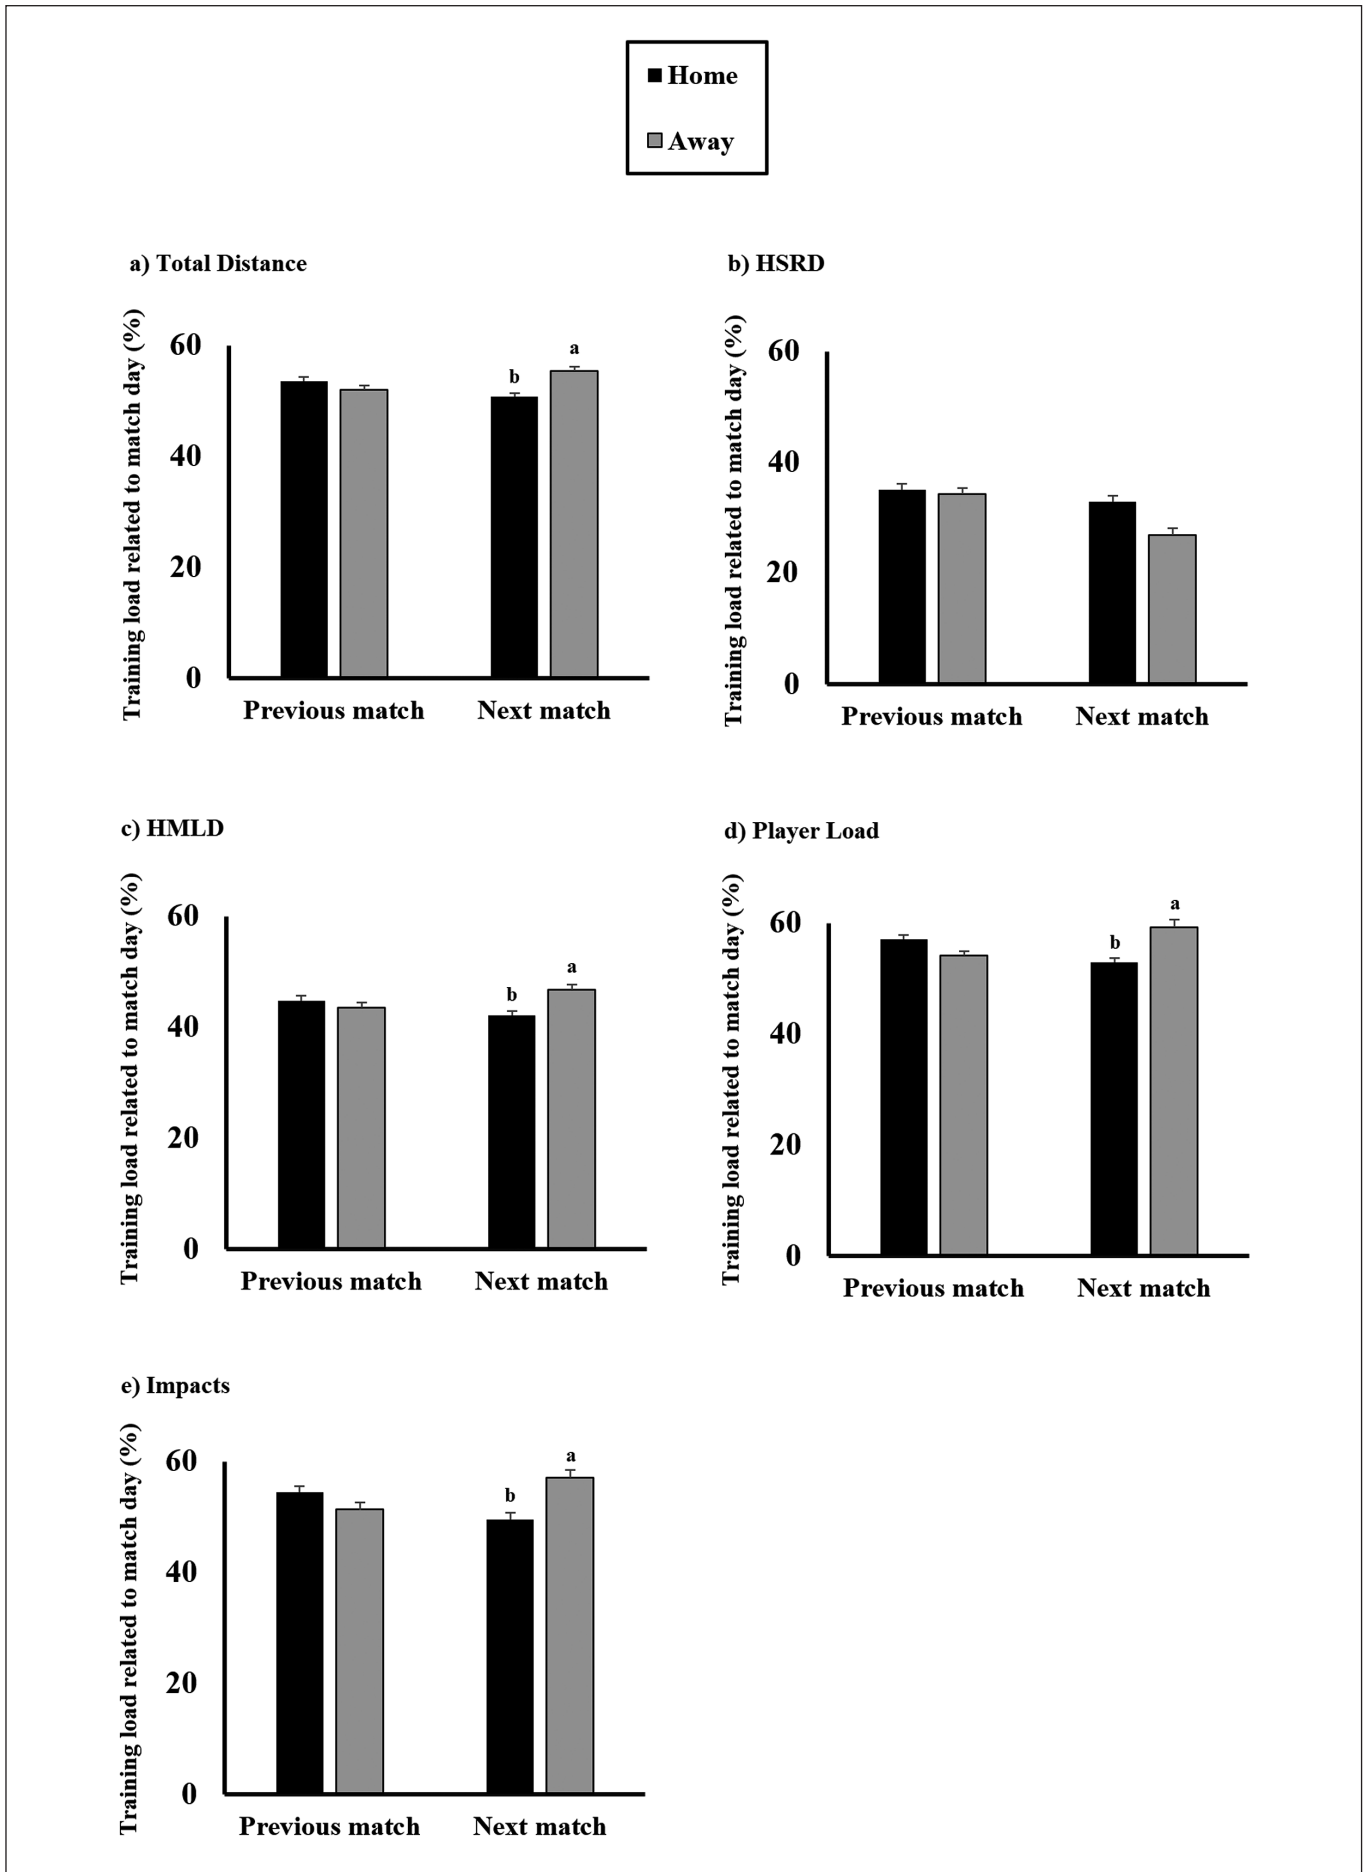 Home
Away
a) Total Distance
Training load related to match day (%)
60
40
20
0
b
a
Previous match
Next match
b) HSRD
Training load related to match day (%)
60
40
20
0
Previous match
Next match
c) HMLD
Training load related to match day (%)
60
40
20
0
b
a
Previous match
Next match
d) Player Load
Training load related to match day (%)
60
40
20
0
b
a
Previous match
Next match
e) Impacts
Training load related to match day (%)
60
40
20
0
b
a
Previous match
Next match